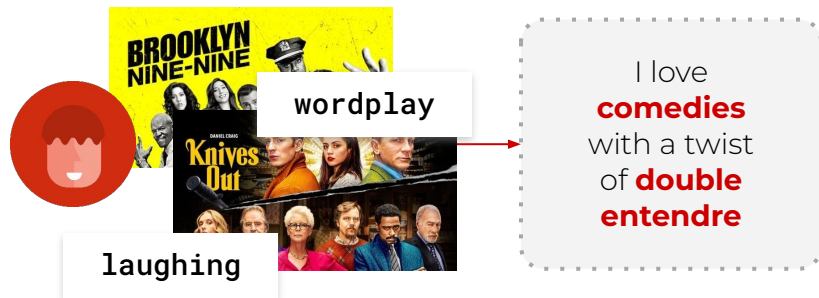 BROOKLYN
NINE-NINE
wordplay
DANIEL CRAIG
Knives
Out
laughing
I love
comedies
with a twist
of double
entendre